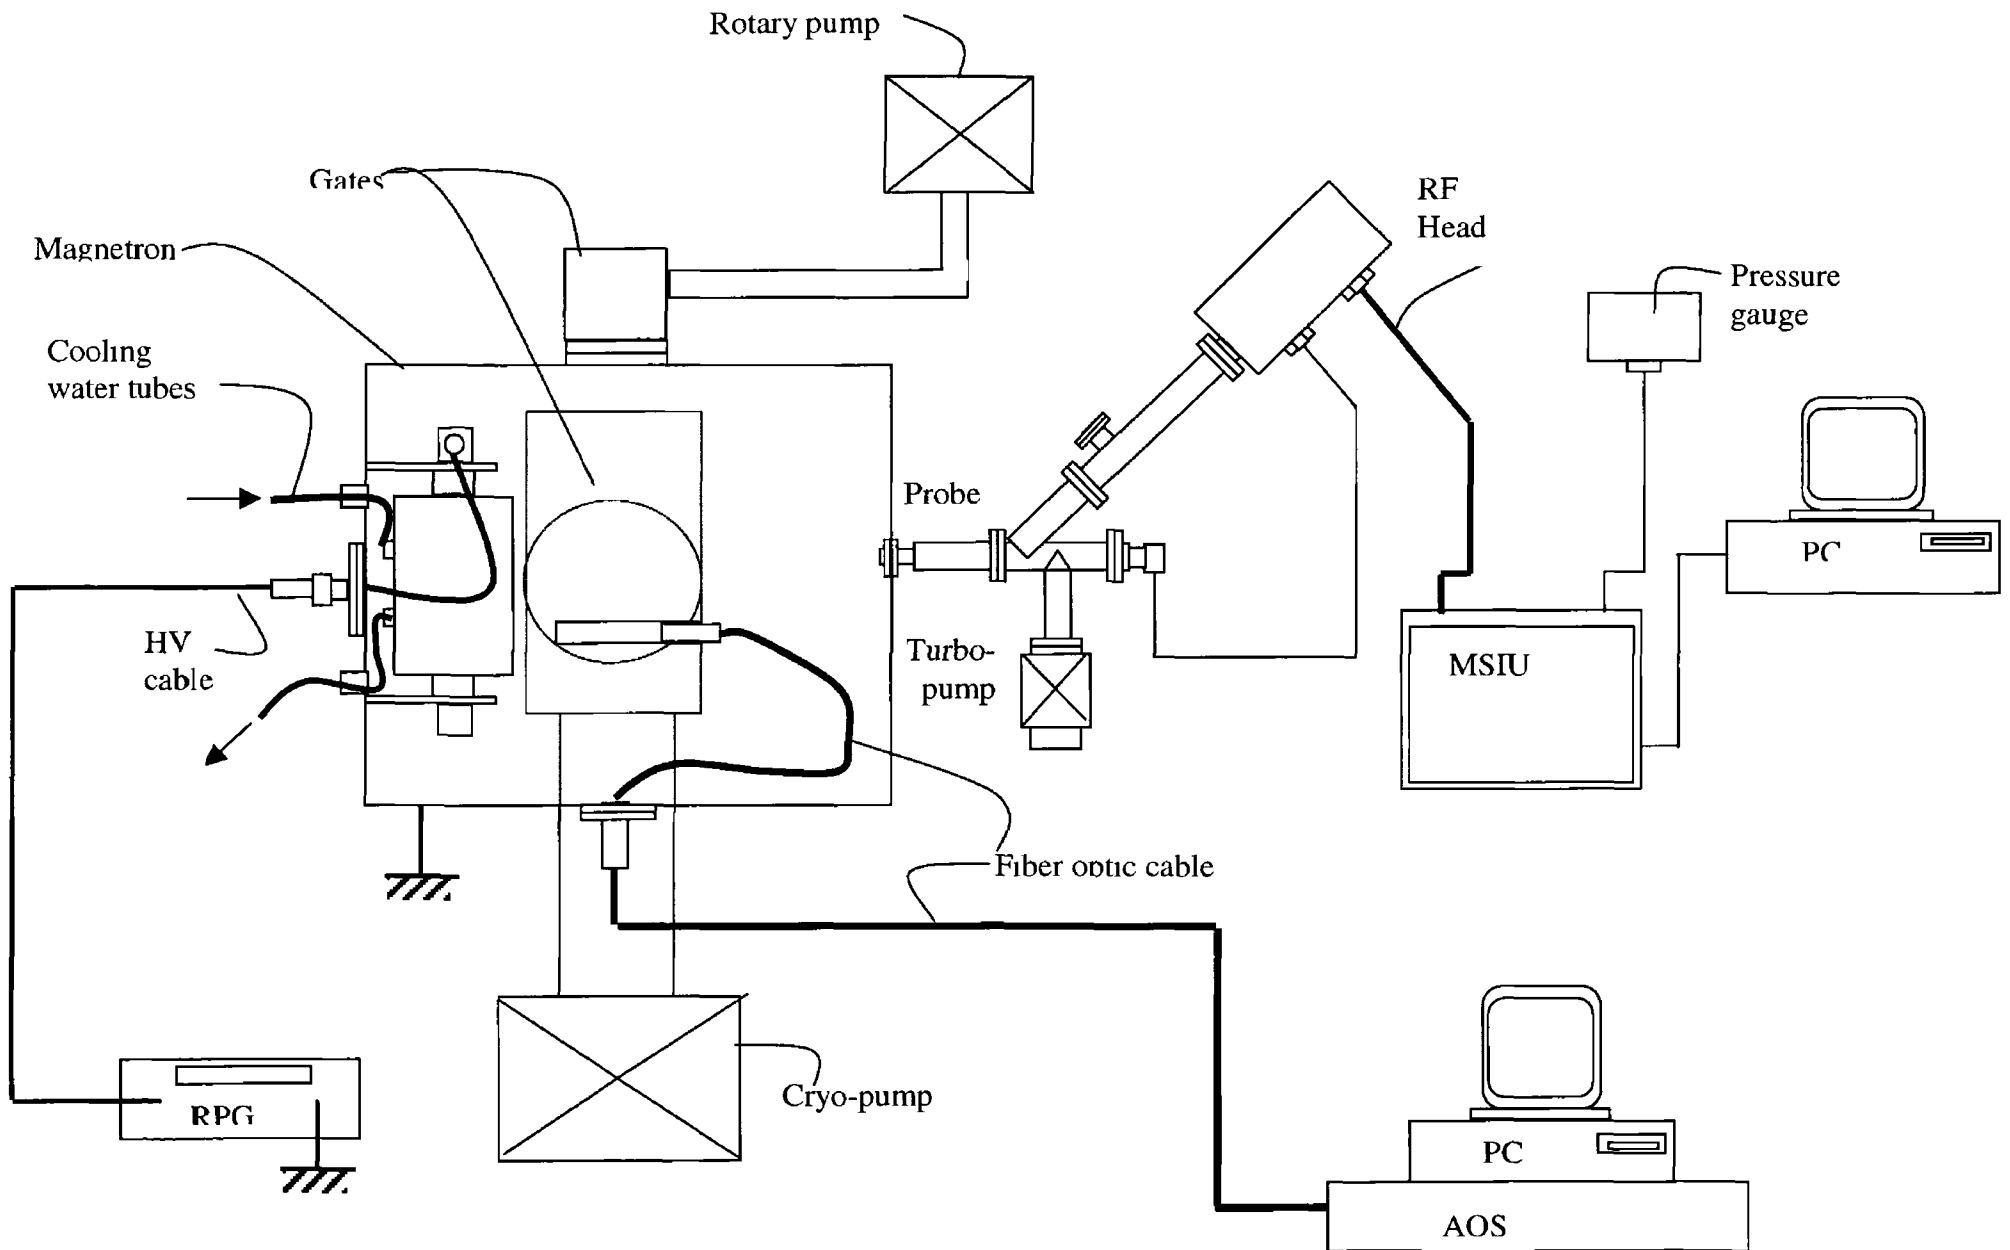 Rotary pump
Gates
RF
Head
Magnetron
Pressure
gauge
Cooling
water tubes
Probe
PC
HV
cable
Turbo-
pump
MSIU
Fiber optic cable
Cryo-pump
RPG
PC
AOS